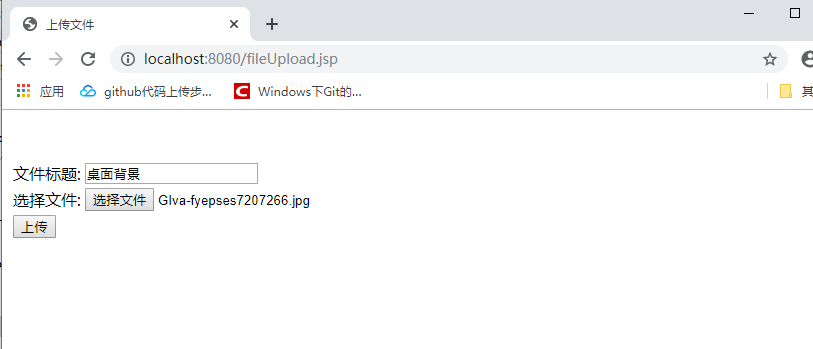 上传文件
localhost:8080/fileUpload.jsp
应用 github代码上传步... Windows下Git的...
文件标题: 桌面背景
选择文件: 选择文件 GIva-fyepses7207266.jpg
上传